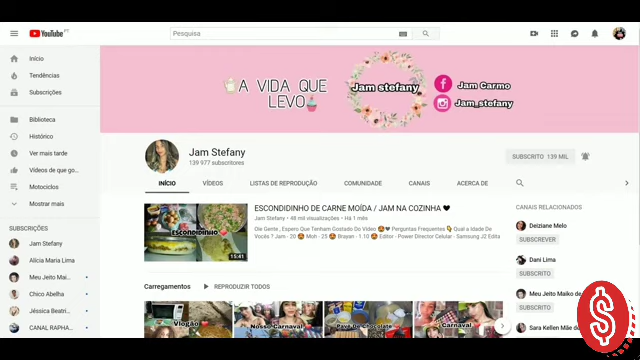 YouTube PT
Pesquisa
Início
Tendências
Subscrições
Biblioteca
Histórico
Ver mais tarde
Vídeos de que go...
Motociclos
Mostrar mais
SUBSCRIÇÕES
Jam Stefany
Alícia Maria Lima
Meu Jeito Mai...
Chico Abelha
Jéssica Beatri...
CANAL RAPHA...
A VIDA QUE
LEVO
Jam stefany
Jam Carmo
Jam_stefany
Jam Stefany
139 977 subscritores
SUBSCRITO 139 MIL
INÍCIO
VÍDEOS
LISTAS DE REPRODUÇÃO
COMUNIDADE
CANAIS
ACERCA DE
ESCONDIDINHO
15:41
ESCONDIDINHO DE CARNE MOÍDA / JAM NA COZINHA ❤
Jam Stefany • 48 mil visualizações • Há 1 mês
Oie Gente , Espero Que Tenham Gostado Do Video 😍❤ Perguntas Frequentes 👇 Qual a Idade De
Vocês ? Jam - 20 😍 Moh - 25 😍 Brayan - 1.10 😍 Editor - Power Director Celular - Samsung J2 Edita
Carregamentos
REPRODUZIR TODOS
Vlogão
Nosso Carnaval
Pavê De Chocolate
Carnaval
CANAIS RELACIONADOS
Deiziane Melo
SUBSCREVER
Dani Lima
SUBSCRITO
Meu Jeito Maiko de
SUBSCRITO
Sara Kellen Mãe d